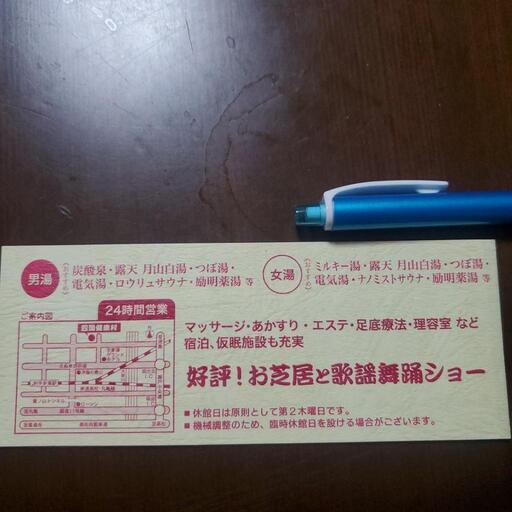 男湯
(おすすめ)
炭酸泉・露天 月山白湯・つぼ湯・
電気湯・ロウリュサウナ・励明薬湯 等
女湯
(おすすめ)
ミルキー湯・露天 月山白湯・つぼ湯・
電気湯・ナノミストサウナ・励明薬湯 等
ご案内図
24時間営業
マッサージ・あかすり・エステ・足底療法・理容室 など
宿泊、仮眠施設も充実
好評!お芝居と歌謡舞踊ショー
■休館日は原則として第2木曜日です。
■機械調整のため、臨時休館日を設ける場合がございます。